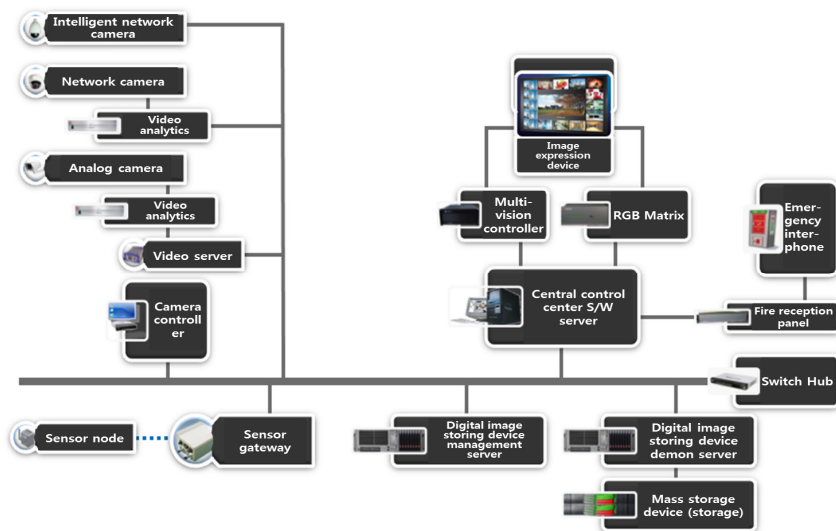 Intelligent network
camera
Network camera
Video
analytics
Analog camera
Video
analytics
Video server
Camera
controll
er
Image
expression
device
Multi-
vision
controller
RGB Matrix
Emer-
gency
inter-
phone
Central control
center S/W
server
Fire reception
panel
Switch Hub
Sensor node
Sensor
gateway
Digital image
storing device
management
server
Digital image
storing device
demon server
Mass storage
device (storage)